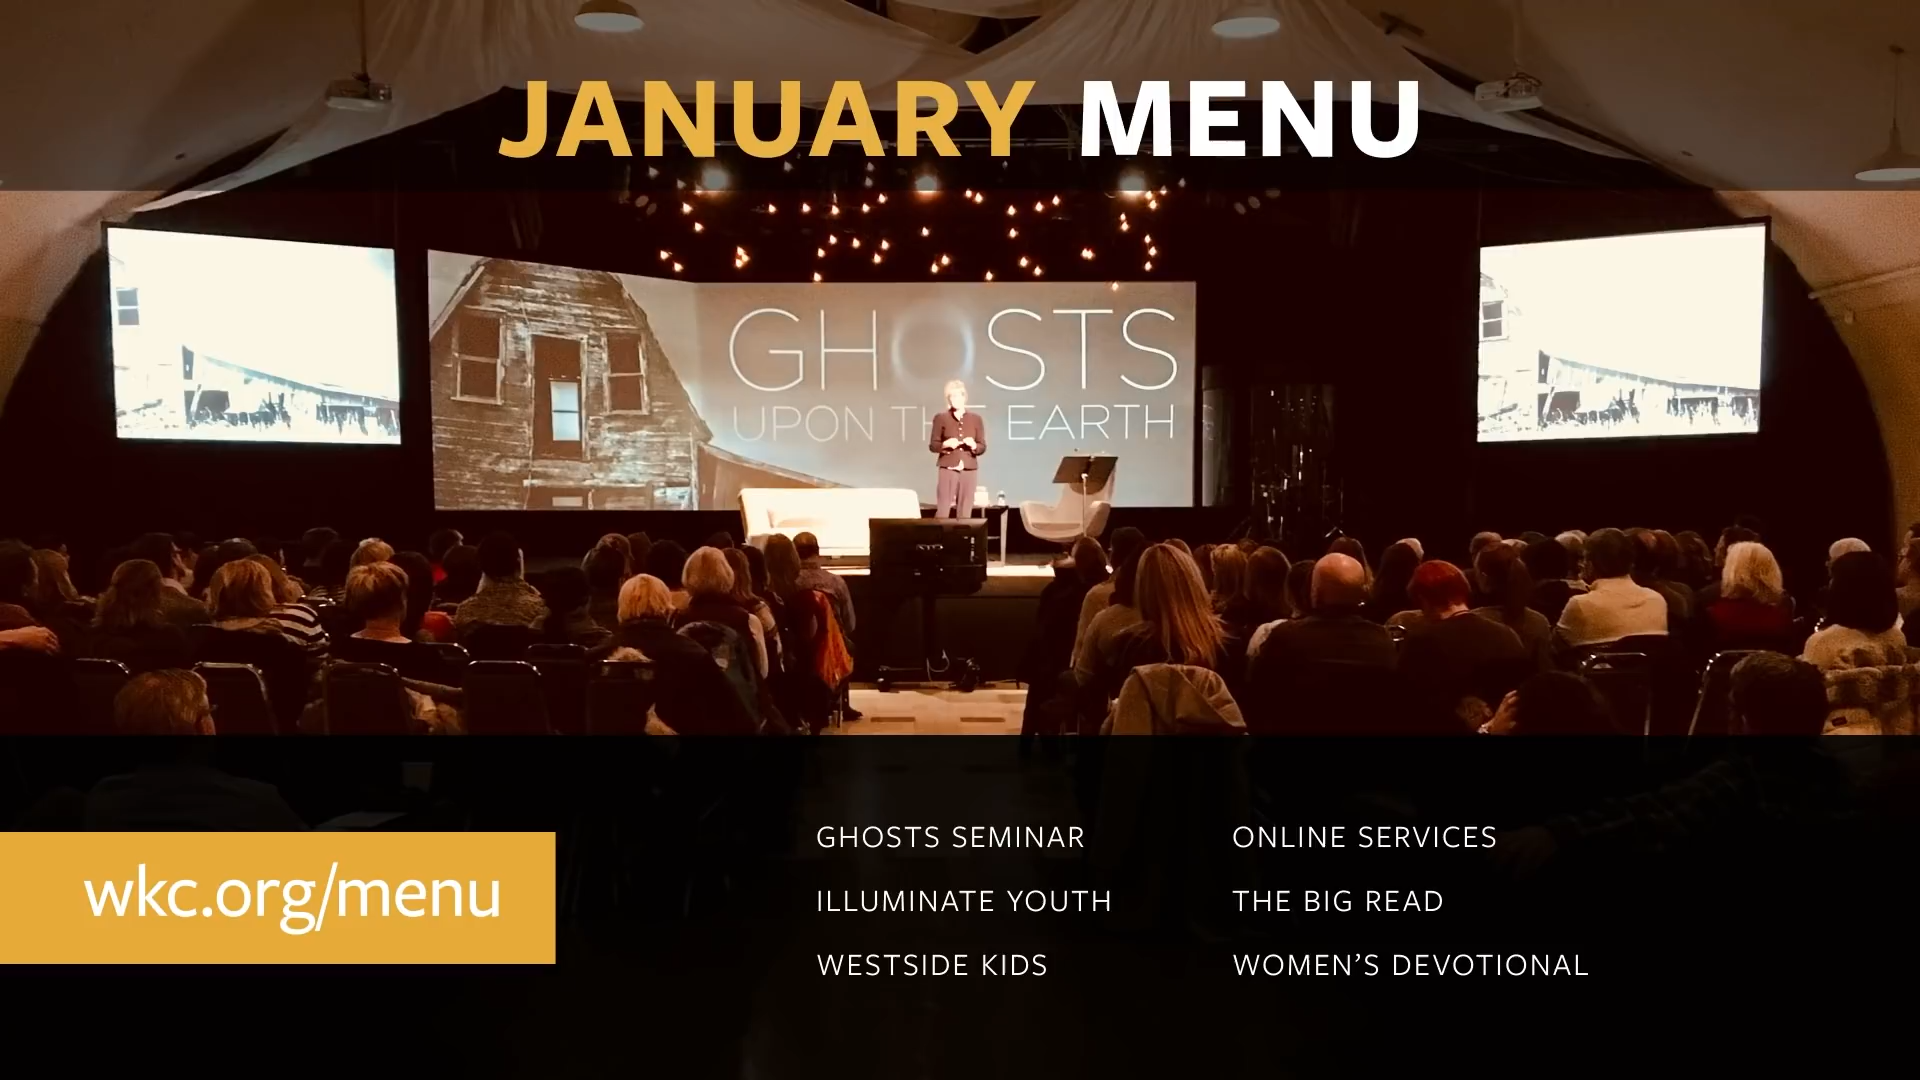 JANUARY MENU
GHOSTS
UPON THE EARTH
wkc.org/menu
GHOSTS SEMINAR
ILLUMINATE YOUTH
WESTSIDE KIDS
ONLINE SERVICES
THE BIG READ
WOMEN’S DEVOTIONAL